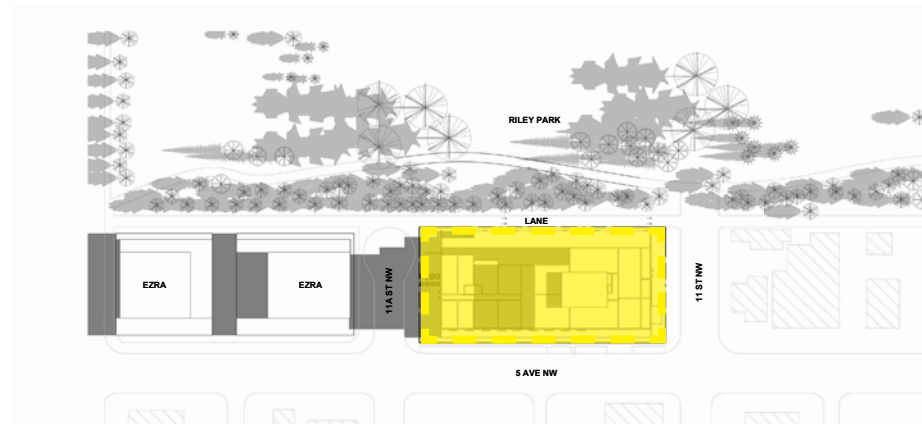 RILEY PARK
LANE
EZRA
EZRA
11A ST NW
11 ST NW
5 AVE NW